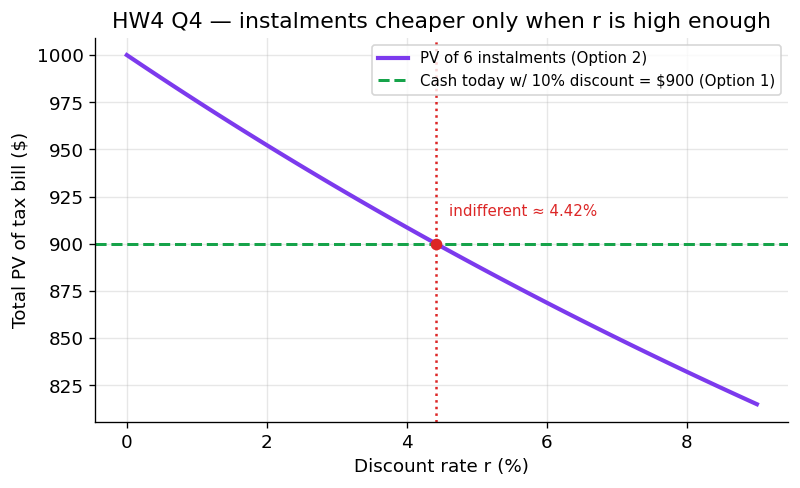 HW4 Q4 — instalments cheaper only when r is high enough
PV of 6 instalments (Option 2)
Cash today w/ 10% discount = $900 (Option 1)
Total PV of tax bill ($)
1000
975
950
925
900
875
850
825
indifferent ≈ 4.42%
0 2 4 6 8
Discount rate r (%)